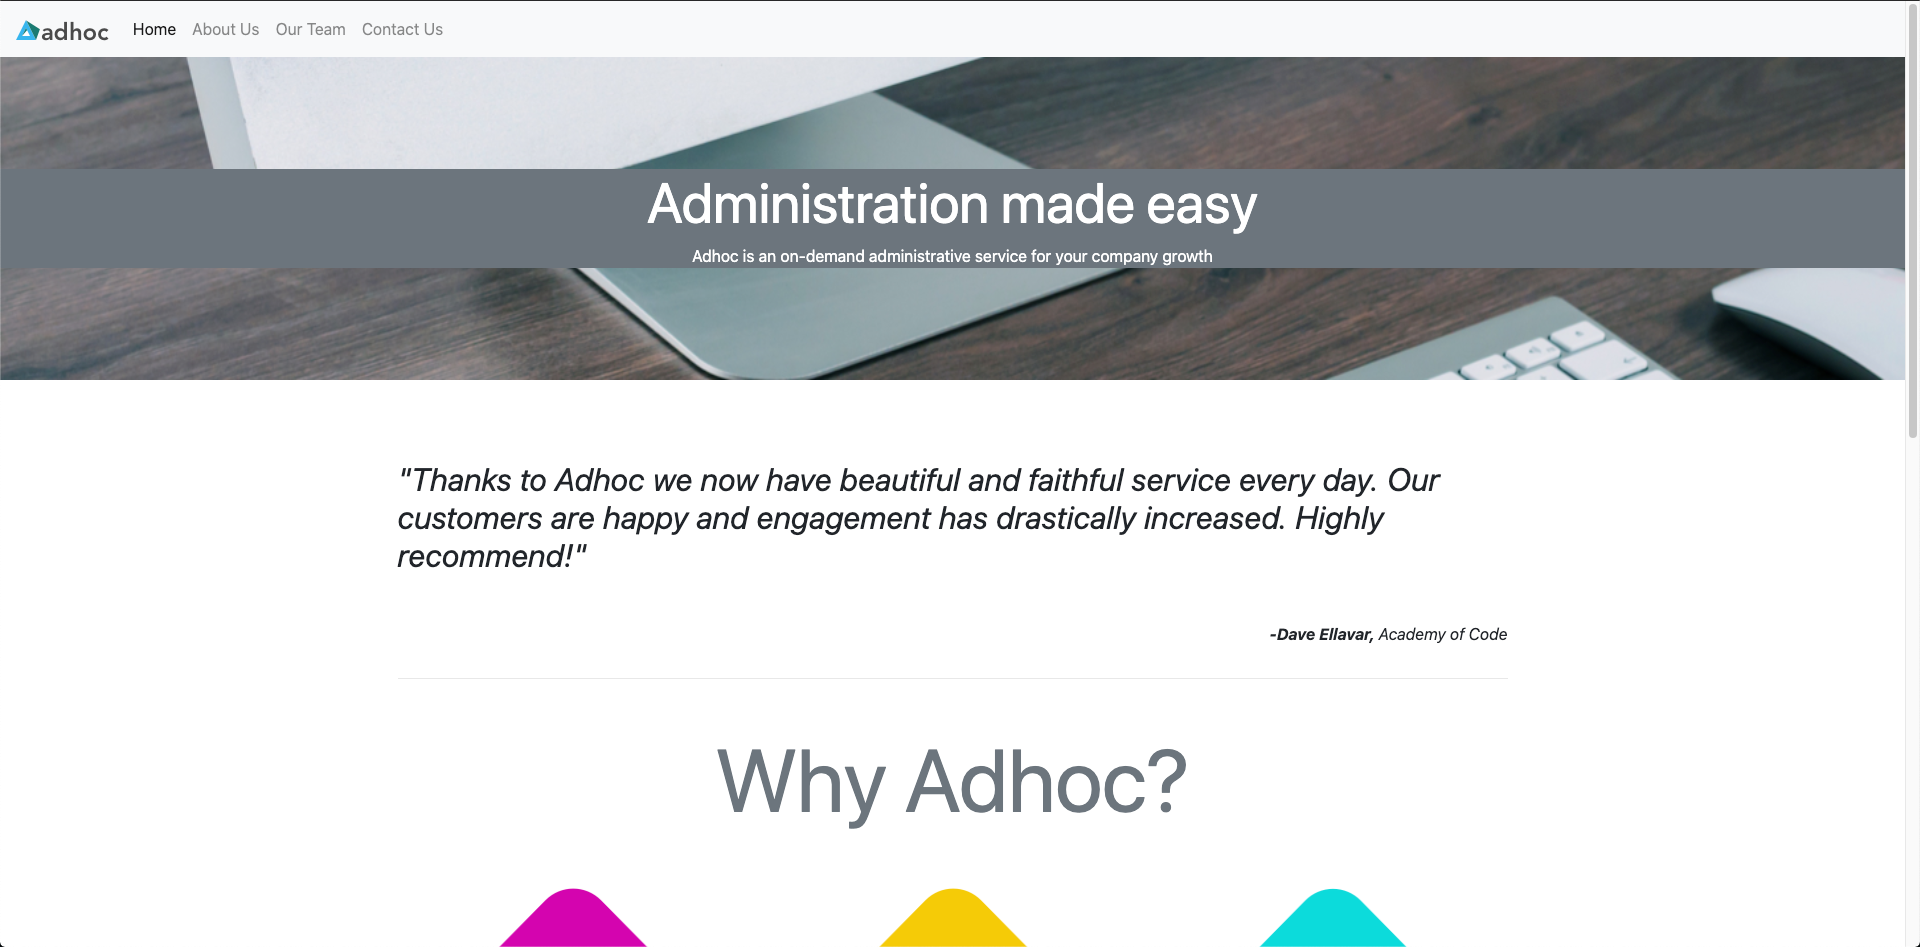 adhoc Home About Us Our Team Contact Us
Administration made easy
Adhoc is an on-demand administrative service for your company growth
"Thanks to Adhoc we now have beautiful and faithful service every day. Our
customers are happy and engagement has drastically increased. Highly
recommend!"
-Dave Ellavar, Academy of Code
Why Adhoc?